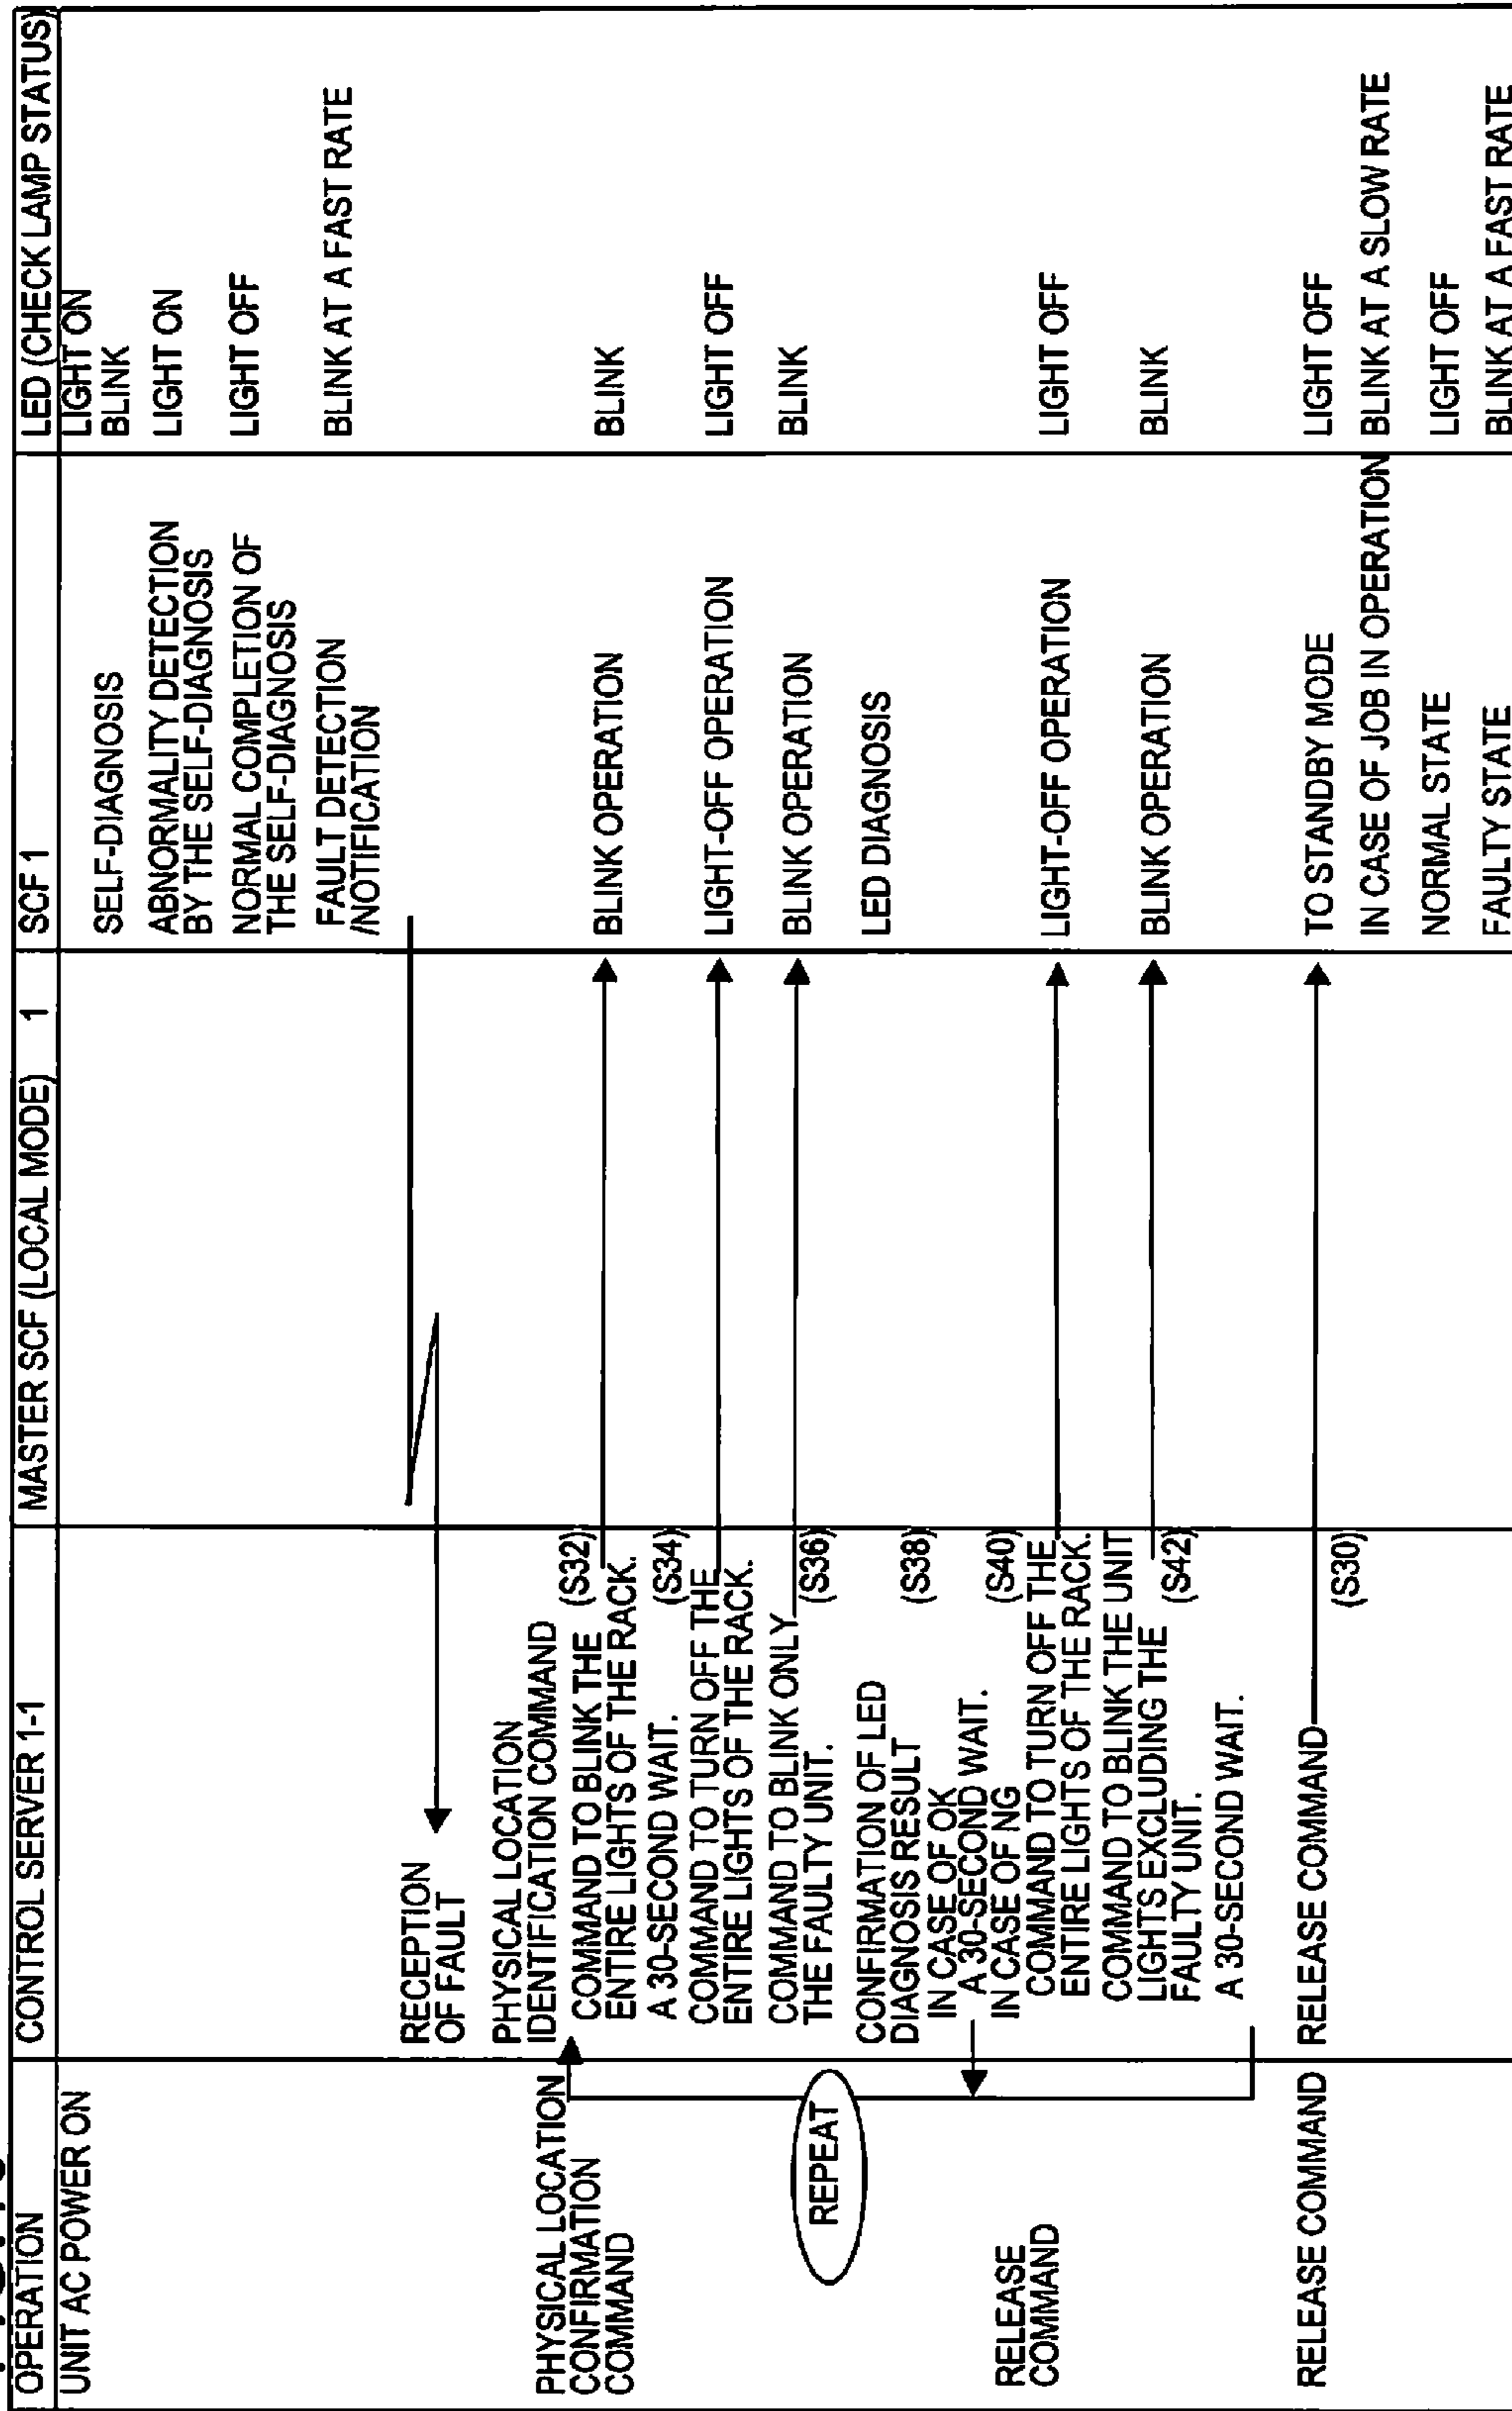 OPERATION
CONTROL SERVER 1-1
MASTER SCF (LOCAL MODE) 1
SCF 1
LED (CHECK LAMP STATUS)
UNIT AC POWER ON
LIGHT ON
SELF-DIAGNOSIS
BLINK
ABNORMALITY DETECTION
BY THE SELF-DIAGNOSIS
LIGHT ON
NORMAL COMPLETION OF
THE SELF-DIAGNOSIS
LIGHT OFF
FAULT DETECTION
/NOTIFICATION
BLINK AT A FAST RATE
RECEPTION
OF FAULT
PHYSICAL LOCATION
CONFIRMATION
COMMAND
PHYSICAL LOCATION
IDENTIFICATION COMMAND
COMMAND TO BLINK THE
ENTIRE LIGHTS OF THE RACK.
(S32)
BLINK OPERATION
BLINK
A 30-SECOND WAIT.
(S34)
COMMAND TO TURN OFF THE
ENTIRE LIGHTS OF THE RACK.
LIGHT-OFF OPERATION
LIGHT OFF
COMMAND TO BLINK ONLY
THE FAULTY UNIT.
(S36)
BLINK OPERATION
BLINK
REPEAT
CONFIRMATION OF LED
DIAGNOSIS RESULT
(S38)
LED DIAGNOSIS
IN CASE OF OK
A 30-SECOND WAIT.
IN CASE OF NG
(S40)
RELEASE
COMMAND
COMMAND TO TURN OFF THE
ENTIRE LIGHTS OF THE RACK.
LIGHT-OFF OPERATION
LIGHT OFF
COMMAND TO BLINK THE UNIT
LIGHTS EXCLUDING THE
FAULTY UNIT.
(S42)
BLINK OPERATION
BLINK
A 30-SECOND WAIT.
RELEASE COMMAND
RELEASE COMMAND
(S30)
TO STANDBY MODE
LIGHT OFF
IN CASE OF JOB IN OPERATION
BLINK AT A SLOW RATE
NORMAL STATE
LIGHT OFF
FAULTY STATE
BLINK AT A FAST RATE